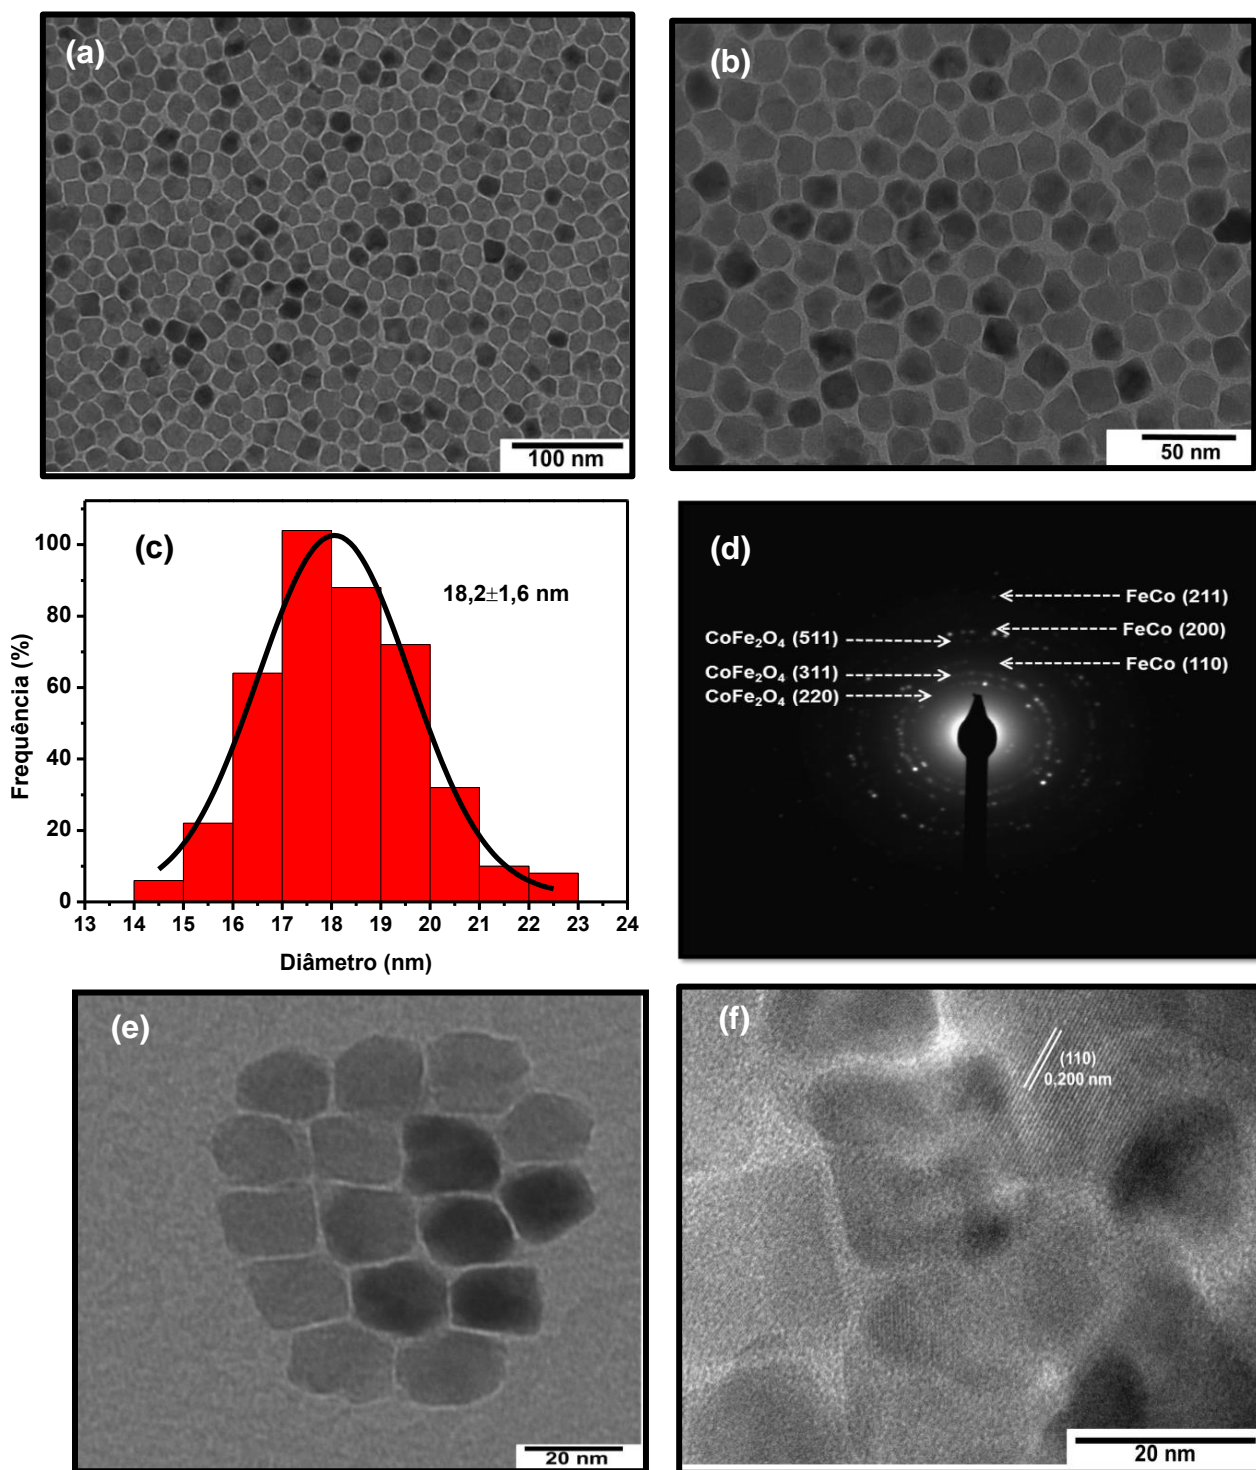 (a)
100 nm
(b)
50 nm
(c)
18,2±1,6 nm
Frequência (%)
100
80
60
40
20
0
13 14 15 16 17 18 19 20 21 22 23 24
Diâmetro (nm)
(d)
FeCo (211)
FeCo (200)
FeCo (110)
CoFe₂O₄ (511)
CoFe₂O₄ (311)
CoFe₂O₄ (220)
(e)
20 nm
(f)
(110)
0,200 nm
20 nm